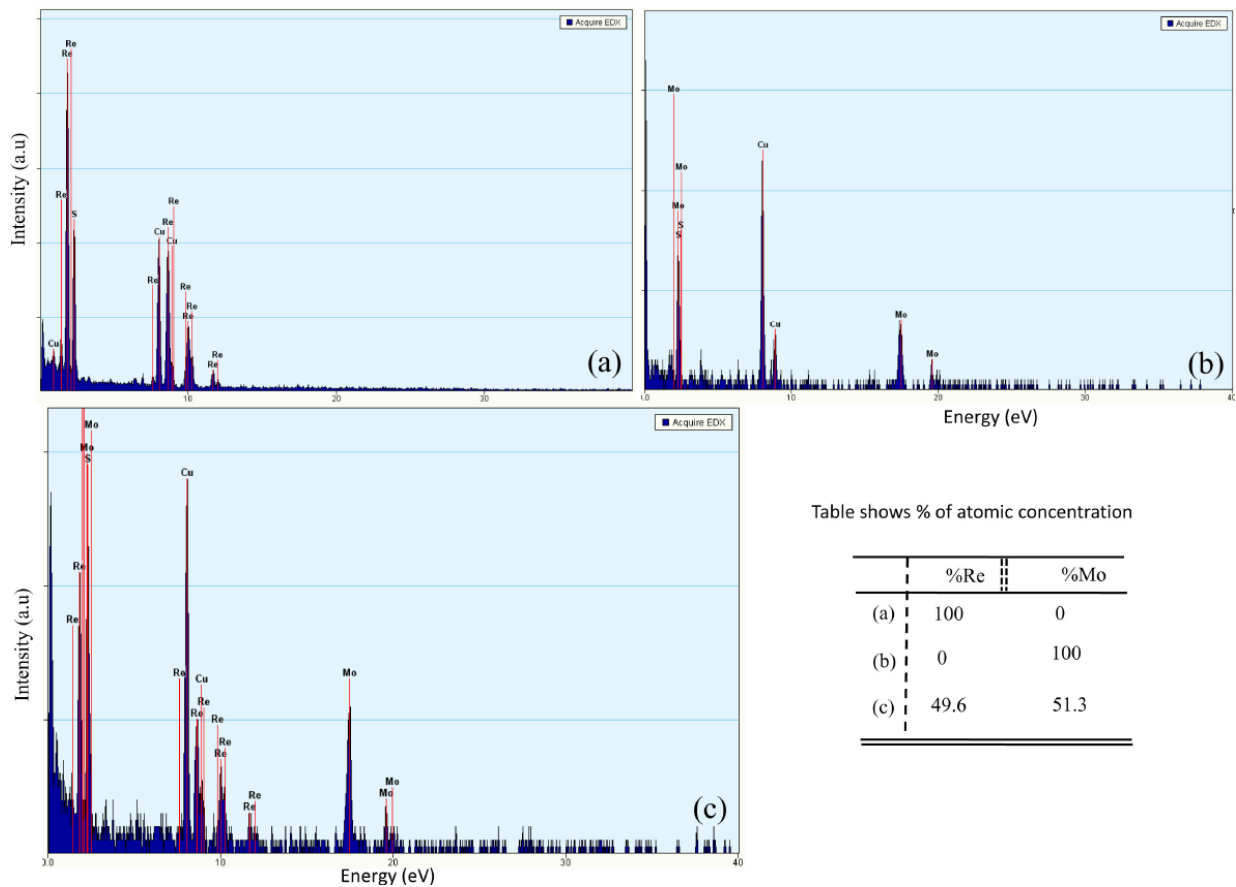 Acquire EDX
Intensity (a.u)
Re
Re
Re
S
Cu
Re
Cu
Re
Re
Cu
Re
Re
Re
Re
Re
Re
(a)
10
20
30
Acquire EDX
Mo
Mo
Mo
S
S
Cu
Cu
Mo
Mo
(b)
0.0
10
20
30
40
Energy (eV)
Acquire EDX
Intensity (a.u)
Mo
Mo
S
Re
Re
Cu
Re
Cu
Re
Re
Re
Re
Re
Re
Re
Mo
Mo
Mo
(c)
0.0
10
20
30
40
Energy (eV)
Table shows % of atomic concentration
%Re %Mo
(a) 100 0
(b) 0 100
(c) 49.6 51.3